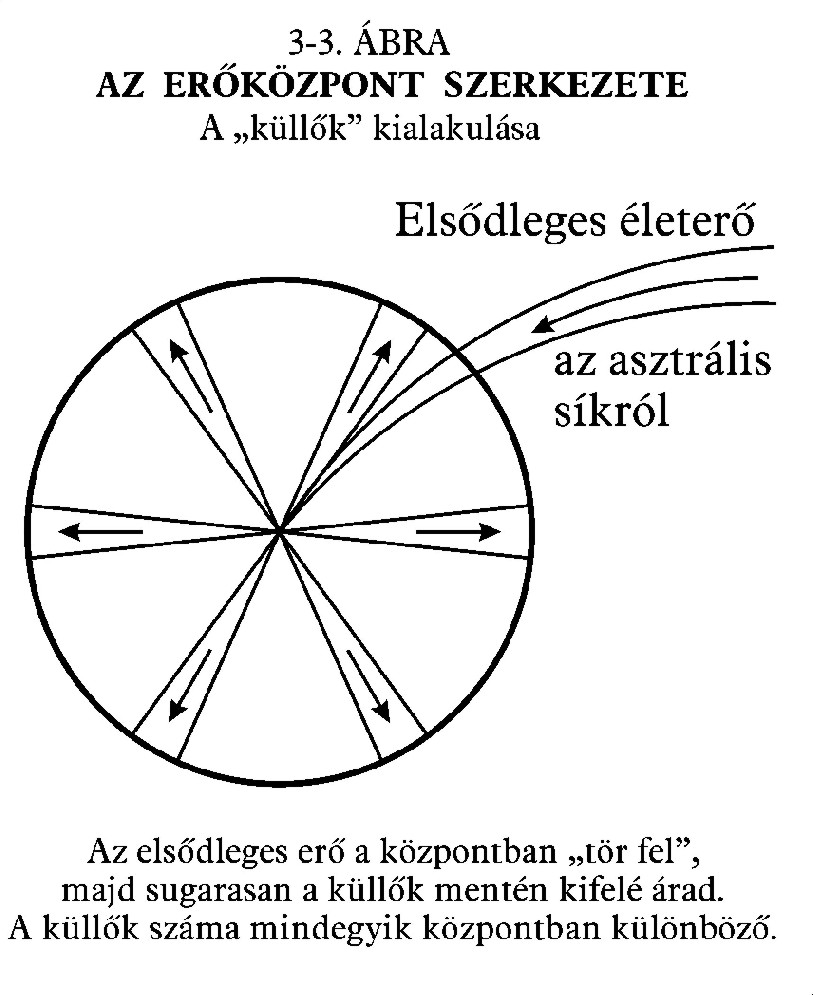 3-3. ÁBRA
AZ ERŐKÖZPONT SZERKEZETE
A „küllők” kialakulása
Elsődleges életerő
az asztrális
síkról
Az elsődleges erő a központban „tör fel”,
majd sugarasan a küllők mentén kifelé árad.
A küllők száma mindegyik központban különböző.